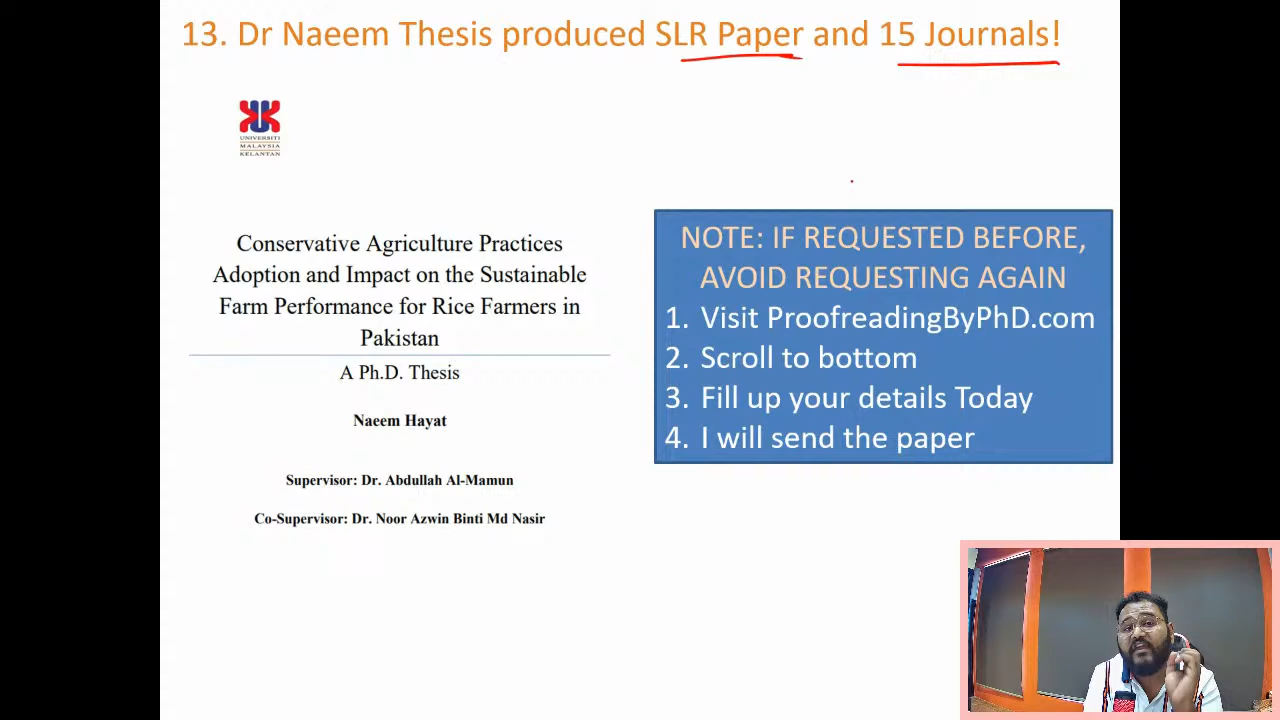 13. Dr Naeem Thesis produced SLR Paper and 15 Journals!
UNIVERSITI
MALAYSIA
KELANTAN
Conservative Agriculture Practices
Adoption and Impact on the Sustainable
Farm Performance for Rice Farmers in
Pakistan
A Ph.D. Thesis
Naeem Hayat
Supervisor: Dr. Abdullah Al-Mamun
Co-Supervisor: Dr. Noor Azwin Binti Md Nasir
NOTE: IF REQUESTED BEFORE,
AVOID REQUESTING AGAIN
1. Visit ProofreadingByPhD.com
2. Scroll to bottom
3. Fill up your details Today
4. I will send the paper